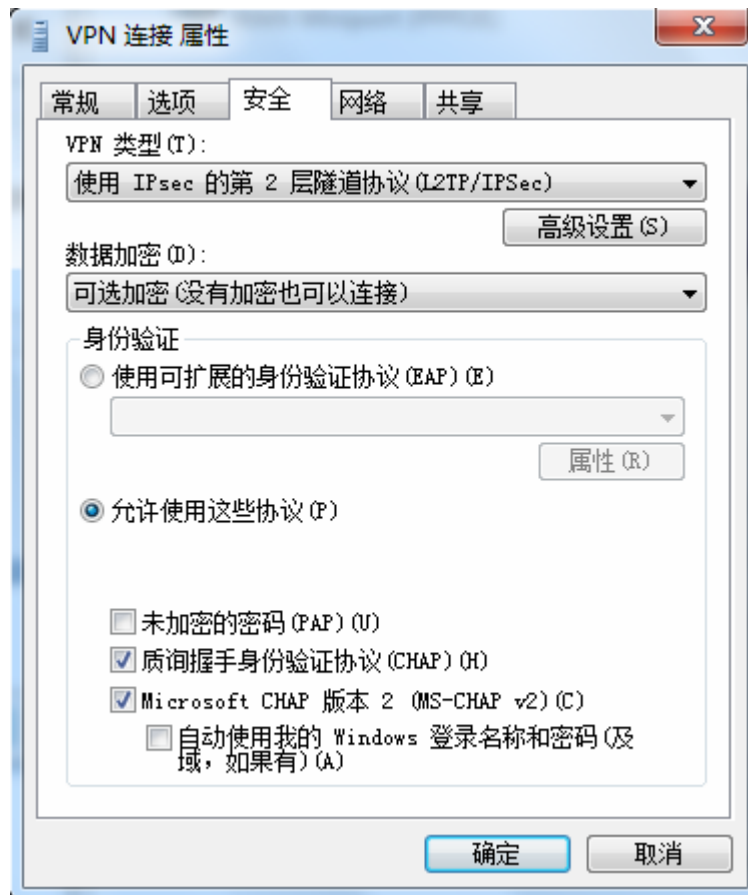 VPN 连接 属性
常规 选项 安全 网络 共享
VPN 类型(T):
使用 IPsec 的第 2 层隧道协议(L2TP/IPSec)
高级设置(S)
数据加密(D):
可选加密(没有加密也可以连接)
身份验证
使用可扩展的身份验证协议(EAP)(E)
属性(R)
允许使用这些协议(P)
未加密的密码(PAP)(U)
质询握手身份验证协议(CHAP)(H)
Microsoft CHAP 版本 2 (MS-CHAP v2)(C)
自动使用我的 Windows 登录名称和密码(及
域，如果有)(A)
确定 取消